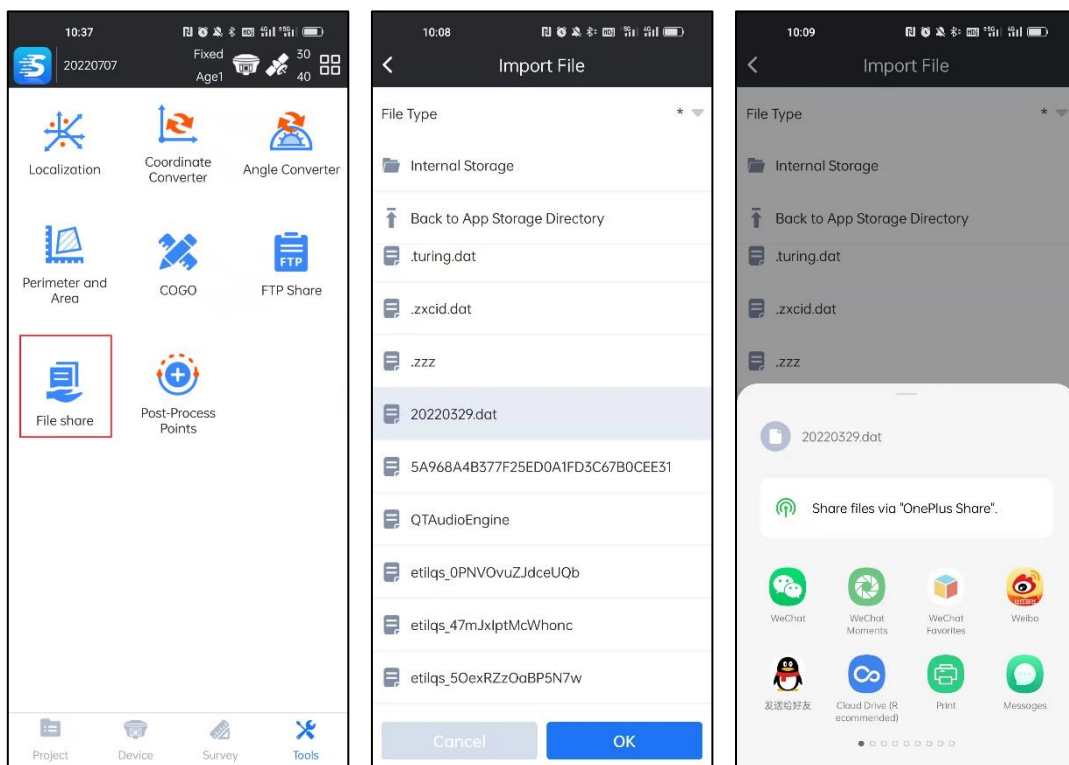 10:37
20220707
Fixed
Age1
30
40
Localization
Coordinate
Converter
Angle Converter
Perimeter and
Area
COGO
FTP
FTP Share
File share
Post-Process
Points
Project
Device
Survey
Tools
10:08
Import File
File Type
*
Internal Storage
Back to App Storage Directory
.turing.dat
.zxcid.dat
.zzz
20220329.dat
5A968A4B377F25ED0A1FD3C67B0CEE31
QTAudioEngine
etilqs_0PNVOvuZJdceUQb
etilqs_47mJxIptMcWhonc
etilqs_5OexRZzOaBP5N7w
Cancel
OK
10:09
Import File
File Type
*
Internal Storage
Back to App Storage Directory
.turing.dat
.zxcid.dat
.zzz
20220329.dat
Share files via "OnePlus Share".
WeChat
WeChat
Moments
WeChat
Favorites
Weibo
发送给好友
Cloud Drive (R
ecommended)
Print
Messages